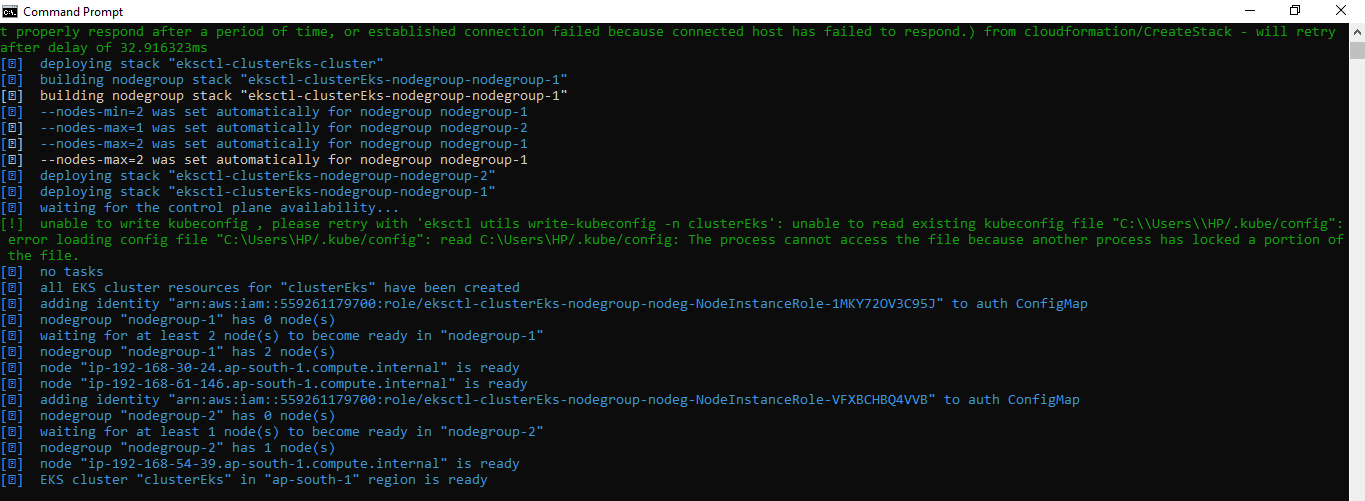 Command Prompt
t properly respond after a period of time, or established connection failed because connected host has failed to respond.) from cloudformation/CreateStack - will retry
after delay of 32.916323ms
[?]  deploying stack "eksctl-clusterEks-cluster"
[?]  building nodegroup stack "eksctl-clusterEks-nodegroup-nodegroup-1"
[?]  building nodegroup stack "eksctl-clusterEks-nodegroup-nodegroup-1"
[?]  --nodes-min=2 was set automatically for nodegroup nodegroup-1
[?]  --nodes-max=1 was set automatically for nodegroup nodegroup-2
[?]  --nodes-max=2 was set automatically for nodegroup nodegroup-1
[?]  --nodes-max=2 was set automatically for nodegroup nodegroup-1
[?]  deploying stack "eksctl-clusterEks-nodegroup-nodegroup-2"
[?]  deploying stack "eksctl-clusterEks-nodegroup-nodegroup-1"
[?]  waiting for the control plane availability...
[!]  unable to write kubeconfig , please retry with 'eksctl utils write-kubeconfig -n clusterEks': unable to read existing kubeconfig file "C:\\Users\\HP/.kube/config":
 error loading config file "C:\Users\HP/.kube/config": read C:\Users\HP/.kube/config: The process cannot access the file because another process has locked a portion of
 the file.
[?]  no tasks
[?]  all EKS cluster resources for "clusterEks" have been created
[?]  adding identity "arn:aws:iam::559261179700:role/eksctl-clusterEks-nodegroup-nodeg-NodeInstanceRole-1MKY72OV3C95J" to auth ConfigMap
[?]  nodegroup "nodegroup-1" has 0 node(s)
[?]  waiting for at least 2 node(s) to become ready in "nodegroup-1"
[?]  nodegroup "nodegroup-1" has 2 node(s)
[?]  node "ip-192-168-30-24.ap-south-1.compute.internal" is ready
[?]  node "ip-192-168-61-146.ap-south-1.compute.internal" is ready
[?]  adding identity "arn:aws:iam::559261179700:role/eksctl-clusterEks-nodegroup-nodeg-NodeInstanceRole-VFXBCHBQ4VVB" to auth ConfigMap
[?]  nodegroup "nodegroup-2" has 0 node(s)
[?]  waiting for at least 1 node(s) to become ready in "nodegroup-2"
[?]  nodegroup "nodegroup-2" has 1 node(s)
[?]  node "ip-192-168-54-39.ap-south-1.compute.internal" is ready
[?]  EKS cluster "clusterEks" in "ap-south-1" region is ready